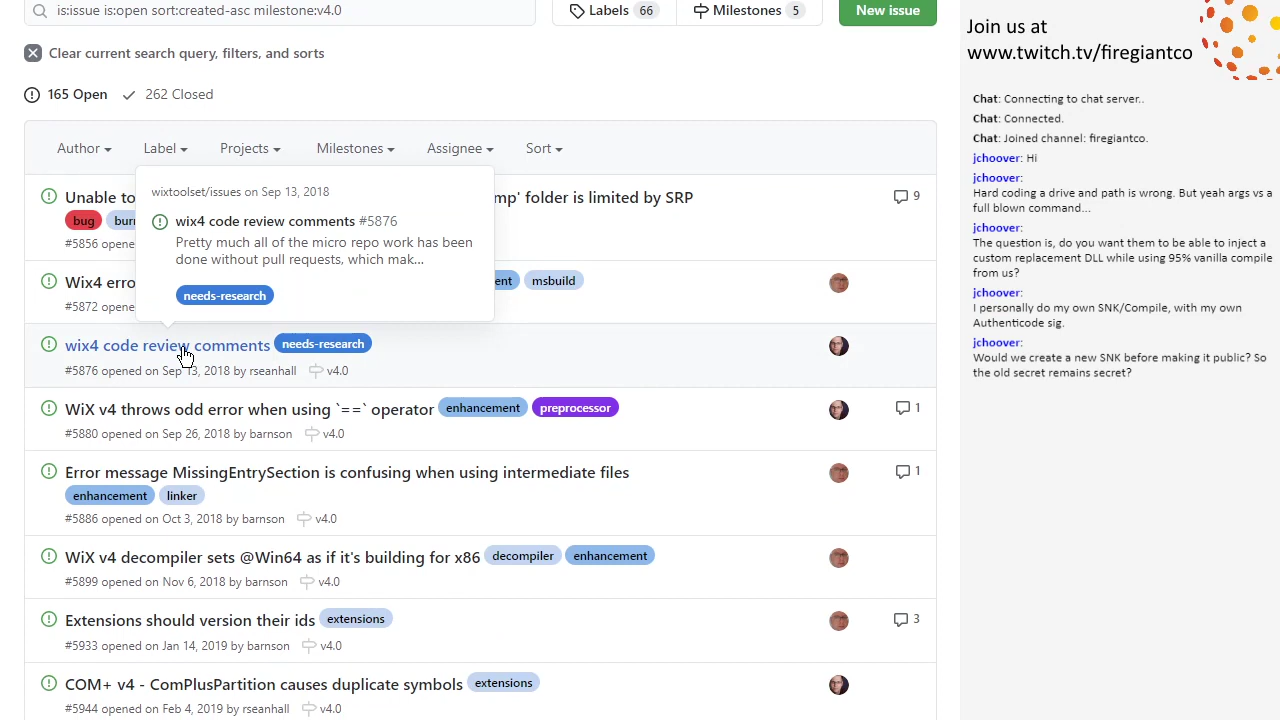 is:issue is:open sort:created-asc milestone:v4.0
Labels 66
Milestones 5
New issue
Clear current search query, filters, and sorts
165 Open
262 Closed
Author
Label
Projects
Milestones
Assignee
Sort
Unable to
mp' folder is limited by SRP
9
bug
burn
#5856 opene
wixtoolset/issues on Sep 13, 2018
wix4 code review comments #5876
Pretty much all of the micro repo work has been
done without pull requests, which mak...
needs-research
Wix4 erro
ent
msbuild
#5872 opene
wix4 code review comments needs-research
#5876 opened on Sep 13, 2018 by rseanhall v4.0
WiX v4 throws odd error when using `==` operator enhancement preprocessor
1
#5880 opened on Sep 26, 2018 by barnson v4.0
Error message MissingEntrySection is confusing when using intermediate files
1
enhancement linker
#5886 opened on Oct 3, 2018 by barnson v4.0
WiX v4 decompiler sets @Win64 as if it's building for x86 decompiler enhancement
#5899 opened on Nov 6, 2018 by barnson v4.0
Extensions should version their ids extensions
3
#5933 opened on Jan 14, 2019 by barnson v4.0
COM+ v4 - ComPlusPartition causes duplicate symbols extensions
#5944 opened on Feb 4, 2019 by rseanhall v4.0
Join us at
www.twitch.tv/firegiantco
Chat: Connecting to chat server..
Chat: Connected.
Chat: Joined channel: firegiantco.
jchoover: Hi
jchoover:
Hard coding a drive and path is wrong. But yeah args vs a
full blown command...
jchoover:
The question is, do you want them to be able to inject a
custom replacement DLL while using 95% vanilla compile
from us?
jchoover:
I personally do my own SNK/Compile, with my own
Authenticode sig.
jchoover:
Would we create a new SNK before making it public? So
the old secret remains secret?